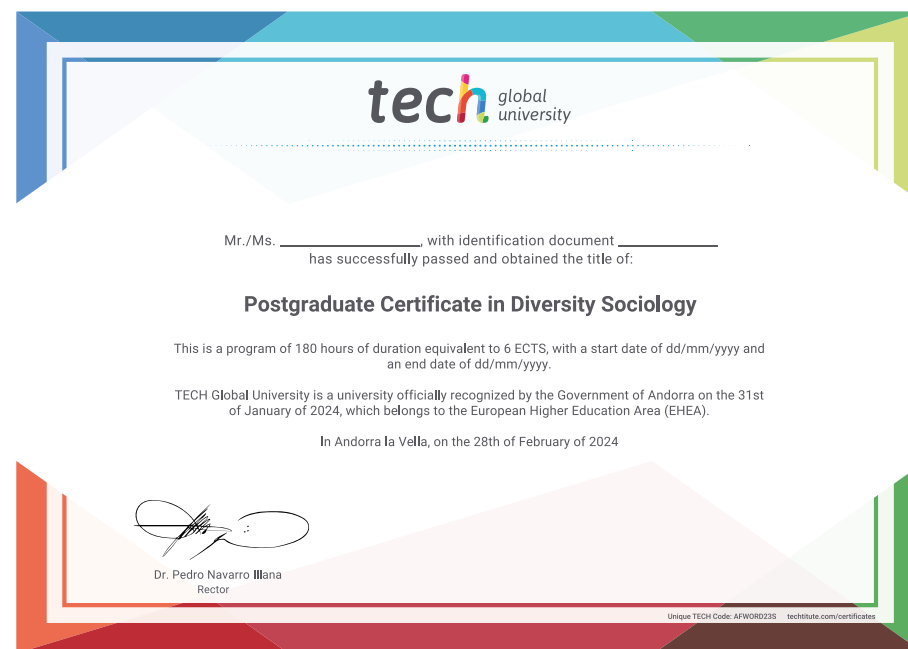 tech global
university
Mr./Ms. ____________, with identification document ____________
has successfully passed and obtained the title of:
Postgraduate Certificate in Diversity Sociology
This is a program of 180 hours of duration equivalent to 6 ECTS, with a start date of dd/mm/yyyy and
an end date of dd/mm/yyyy.
TECH Global University is a university officially recognized by the Government of Andorra on the 31st
of January of 2024, which belongs to the European Higher Education Area (EHEA).
In Andorra la Vella, on the 28th of February of 2024
Dr. Pedro Navarro Illana
Rector
Unique TECH Code: AFWORD23S techtitute.com/certificates